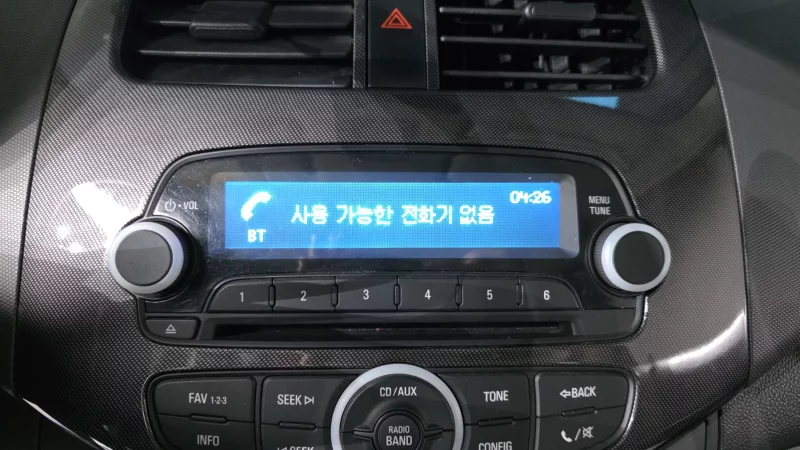 ⏻·VOL
04:26
사용 가능한 전화기 없음
BT
MENU
TUNE
1 2 3 4 5 6
FAV 1-2-3
SEEK
CD/AUX
TONE
BACK
INFO
SEEK
RADIO
BAND
CONFIG